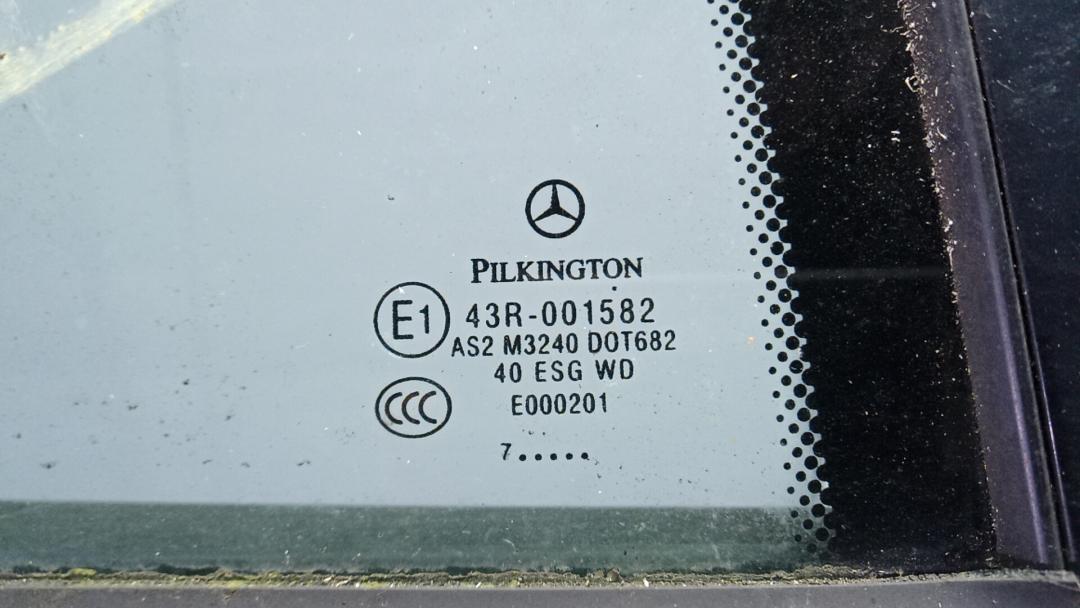 PILKINGTON
E1 43R-001582
AS2 M3240 DOT682
40 ESG WD
CCC E000201
7.....